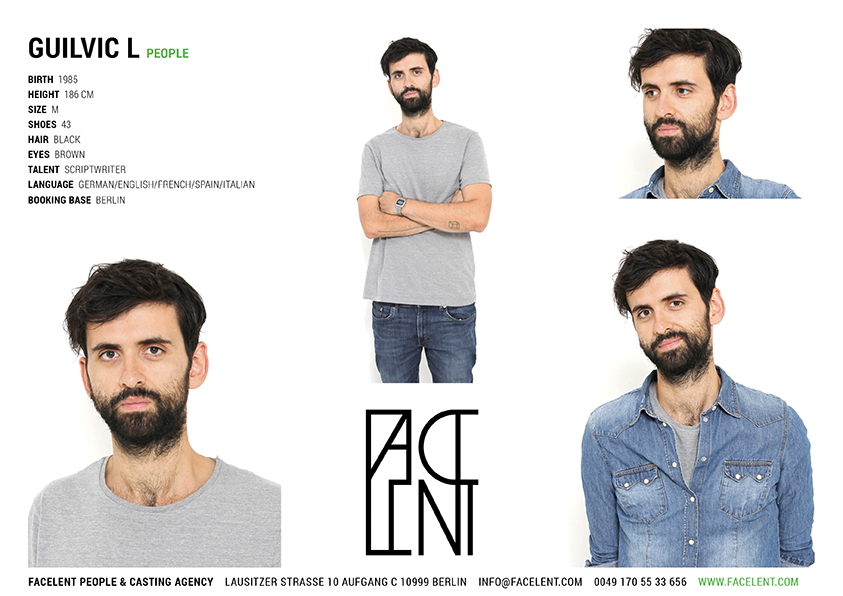 GUILVIC L PEOPLE
BIRTH 1985
HEIGHT 186 CM
SIZE M
SHOES 43
HAIR BLACK
EYES BROWN
TALENT SCRIPTWRITER
LANGUAGE GERMAN/ENGLISH/FRENCH/SPAIN/ITALIAN
BOOKING BASE BERLIN
FACE
LENT
FACELENT PEOPLE & CASTING AGENCY LAUSITZER STRASSE 10 AUFGANG C 10999 BERLIN INFO@FACELENT.COM 0049 170 55 33 656 WWW.FACELENT.COM